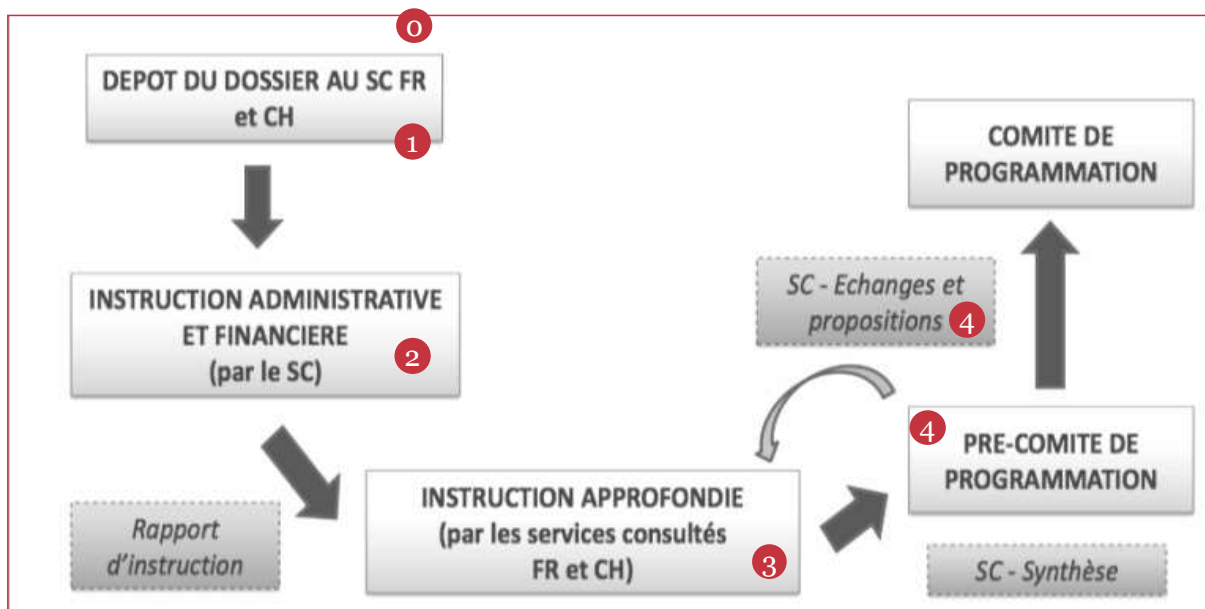 0
DEPOT DU DOSSIER AU SC FR
et CH
1
INSTRUCTION ADMINISTRATIVE
ET FINANCIERE
(par le SC)
2
Rapport
d'instruction
INSTRUCTION APPROFONDIE
(par les services consultés
FR et CH)
3
COMITE DE
PROGRAMMATION
SC - Echanges et
propositions 4
4
PRE-COMITE DE
PROGRAMMATION
SC - Synthèse